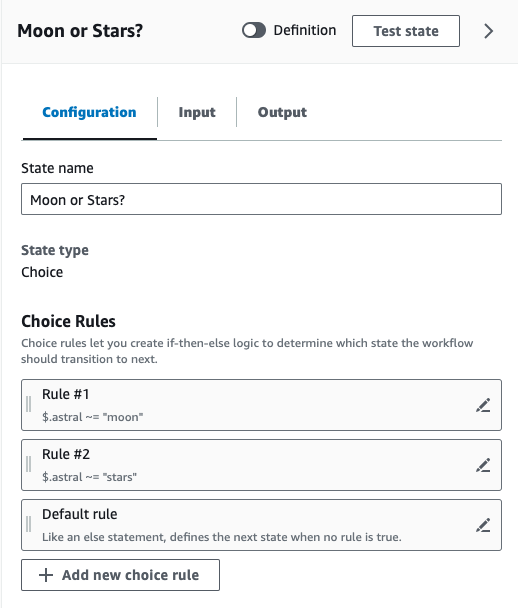 Moon or Stars?
Definition
Test state
Configuration
Input
Output
State name
Moon or Stars?
State type
Choice
Choice Rules
Choice rules let you create if-then-else logic to determine which state the workflow
should transition to next.
Rule #1
$.astral ~= "moon"
Rule #2
$.astral ~= "stars"
Default rule
Like an else statement, defines the next state when no rule is true.
Add new choice rule